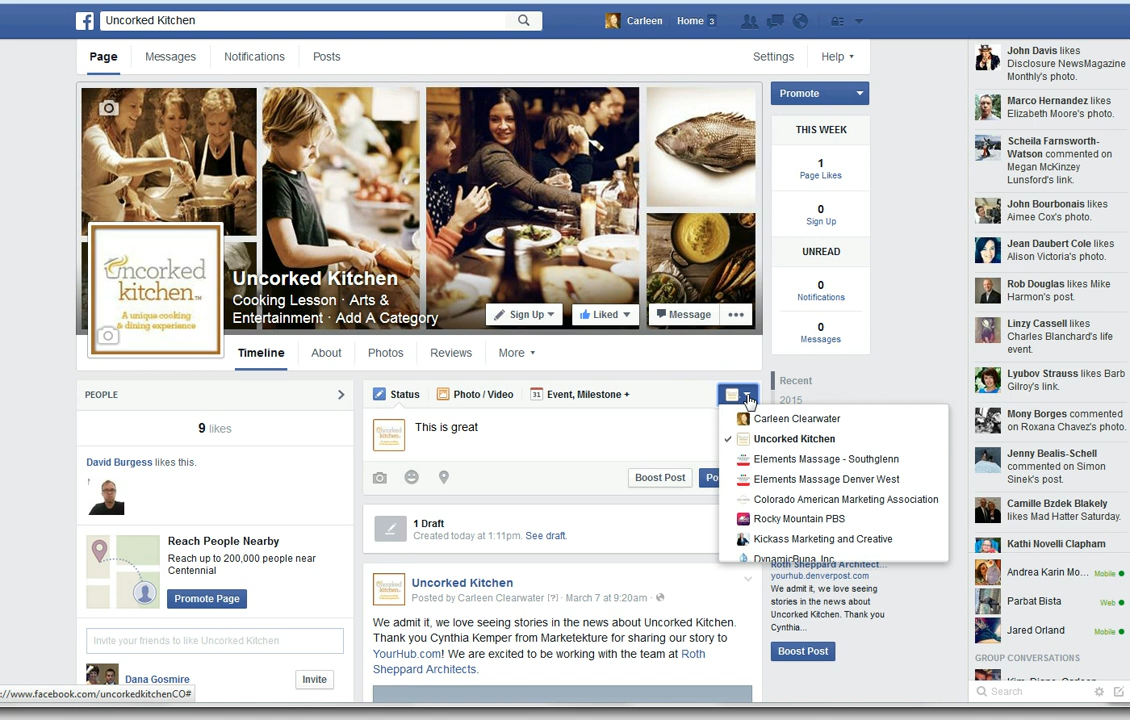 Uncorked Kitchen
Carleen
Home 3
Page
Messages
Notifications
Posts
Settings
Help
uncorked
kitchen™
A unique cooking
& dining experience
Uncorked Kitchen
Cooking Lesson · Arts &
Entertainment · Add A Category
Sign Up
Liked
Message
Timeline
About
Photos
Reviews
More
Promote
THIS WEEK
1
Page Likes
0
Sign Up
UNREAD
0
Notifications
0
Messages
Recent
2015
PEOPLE
9 likes
David Burgess likes this.
Reach People Nearby
Reach up to 200,000 people near
Centennial
Promote Page
Invite your friends to like Uncorked Kitchen
Dana Gosmire
Invite
://www.facebook.com/uncorkedkitchenCO#
Status
Photo / Video
31 Event, Milestone +
uncorked
kitchen
This is great
Boost Post
1 Draft
Created today at 1:11pm. See draft.
uncorked
kitchen
Uncorked Kitchen
Posted by Carleen Clearwater [?] · March 7 at 9:20am ·
We admit it, we love seeing stories in the news about Uncorked Kitchen.
Thank you Cynthia Kemper from Marketekture for sharing our story to
YourHub.com! We are excited to be working with the team at Roth
Sheppard Architects.
Carleen Clearwater
Uncorked Kitchen
Elements Massage - Southglenn
Elements Massage Denver West
Colorado American Marketing Association
Rocky Mountain PBS
Kickass Marketing and Creative
Roth Sheppard Architect...
yourhub.denverpost.com
We admit it, we love seeing
stories in the news about
Uncorked Kitchen. Thank you
Cynthia...
Boost Post
John Davis likes
Disclosure NewsMagazine
Monthly's photo.
Marco Hernandez likes
Elizabeth Moore's photo.
Scheila Farnsworth-
Watson commented on
Megan McKinzey
Lunsford's link.
John Bourbonais likes
Aimee Cox's photo.
Jean Daubert Cole likes
Alison Victoria's photo.
Rob Douglas likes Mike
Harmon's post.
Linzy Cassell likes
Charles Blanchard's life
event.
Lyubov Strauss likes Barb
Gilroy's link.
Mony Borges commented
on Roxana Chavez's photo.
Jenny Bealis-Schell
commented on Simon
Sinek's post.
Camille Bzdek Blakely
likes Mad Hatter Saturday.
Kathi Novelli Clapham
Andrea Karin Mo... Mobile
Parbat Bista Web
Jared Orland Mobile
GROUP CONVERSATIONS
Search